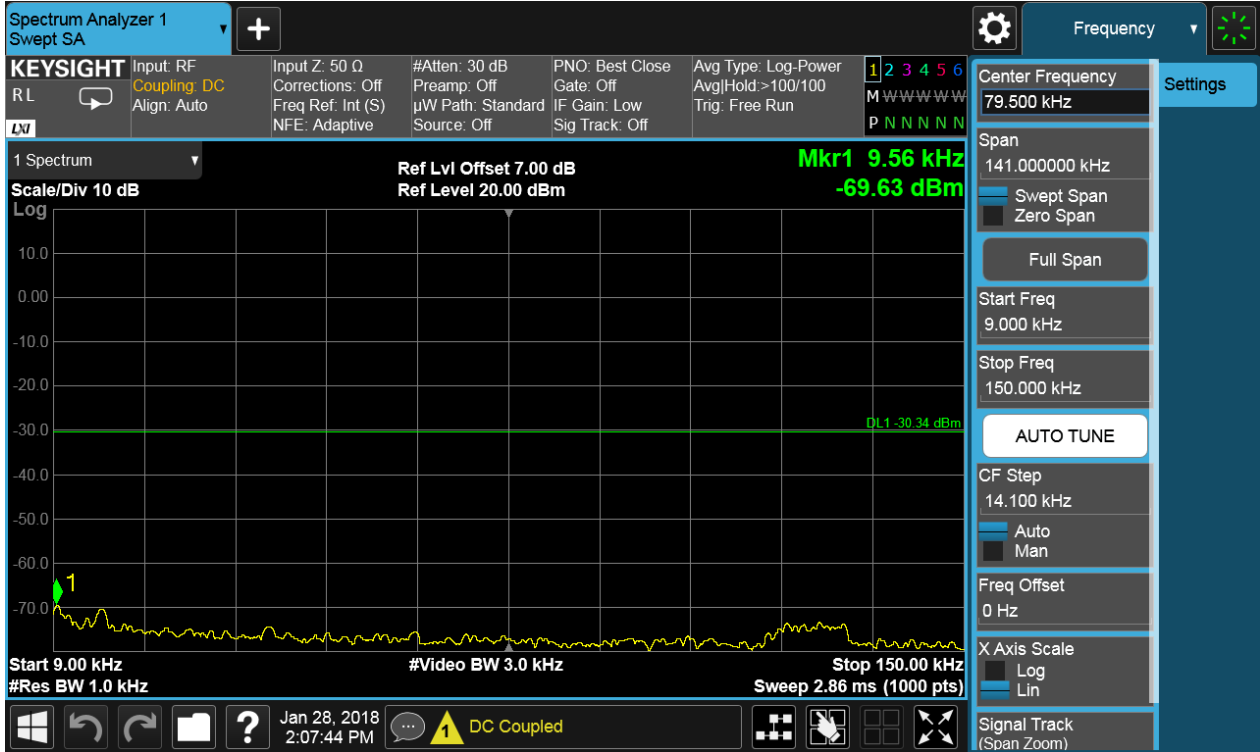 Spectrum Analyzer 1
Swept SA
Frequency
KEYSIGHT
RL
LXI
Input: RF
Coupling: DC
Align: Auto
Input Z: 50 Ω
Corrections: Off
Freq Ref: Int (S)
NFE: Adaptive
#Atten: 30 dB
Preamp: Off
µW Path: Standard
Source: Off
PNO: Best Close
Gate: Off
IF Gain: Low
Sig Track: Off
Avg Type: Log-Power
Avg|Hold:>100/100
Trig: Free Run
1 2 3 4 5 6
M W W W W W
P N N N N N
1 Spectrum
Scale/Div 10 dB
Log
Ref Lvl Offset 7.00 dB
Ref Level 20.00 dBm
Mkr1 9.56 kHz
-69.63 dBm
10.0
0.00
-10.0
-20.0
-30.0
DL1 -30.34 dBm
-40.0
-50.0
-60.0
1
-70.0
Start 9.00 kHz
#Video BW 3.0 kHz
Stop 150.00 kHz
#Res BW 1.0 kHz
Sweep 2.86 ms (1000 pts)
Center Frequency
79.500 kHz
Settings
Span
141.000000 kHz
Swept Span
Zero Span
Full Span
Start Freq
9.000 kHz
Stop Freq
150.000 kHz
AUTO TUNE
CF Step
14.100 kHz
Auto
Man
Freq Offset
0 Hz
X Axis Scale
Log
Lin
Signal Track
(Span Zoom)
?
Jan 28, 2018
2:07:44 PM
1
DC Coupled